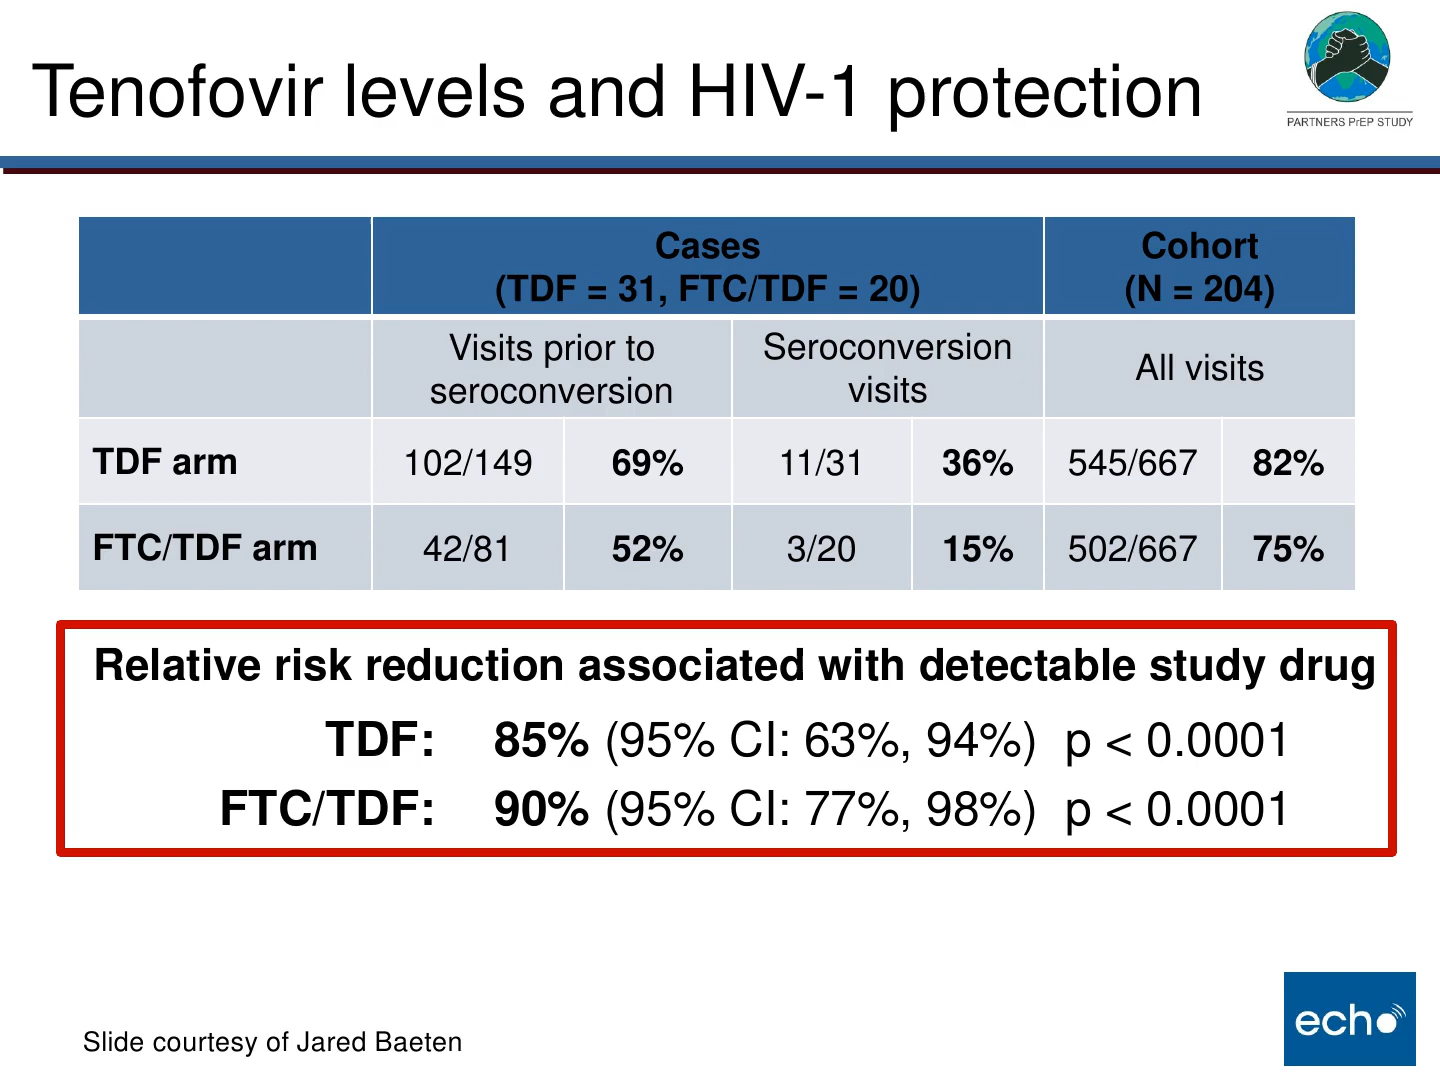 Tenofovir levels and HIV-1 protection
PARTNERS PrEP STUDY
Cases
(TDF = 31, FTC/TDF = 20)
Cohort
(N = 204)
Visits prior to
seroconversion
Seroconversion
visits
All visits
TDF arm 102/149 69% 11/31 36% 545/667 82%
FTC/TDF arm 42/81 52% 3/20 15% 502/667 75%
Relative risk reduction associated with detectable study drug
TDF: 85% (95% CI: 63%, 94%) p < 0.0001
FTC/TDF: 90% (95% CI: 77%, 98%) p < 0.0001
Slide courtesy of Jared Baeten
echo